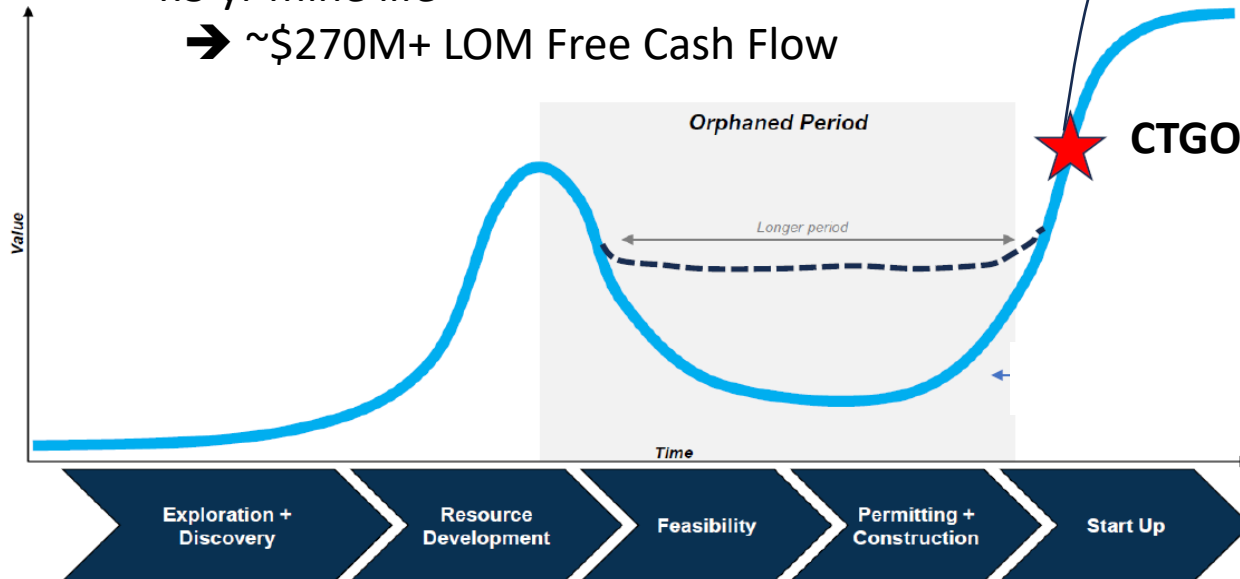 ➔ ~$270M+ LOM Free Cash Flow
Orphaned Period
CTGO
Longer period
Value
Time
Exploration +
Discovery
Resource
Development
Feasibility
Permitting +
Construction
Start Up